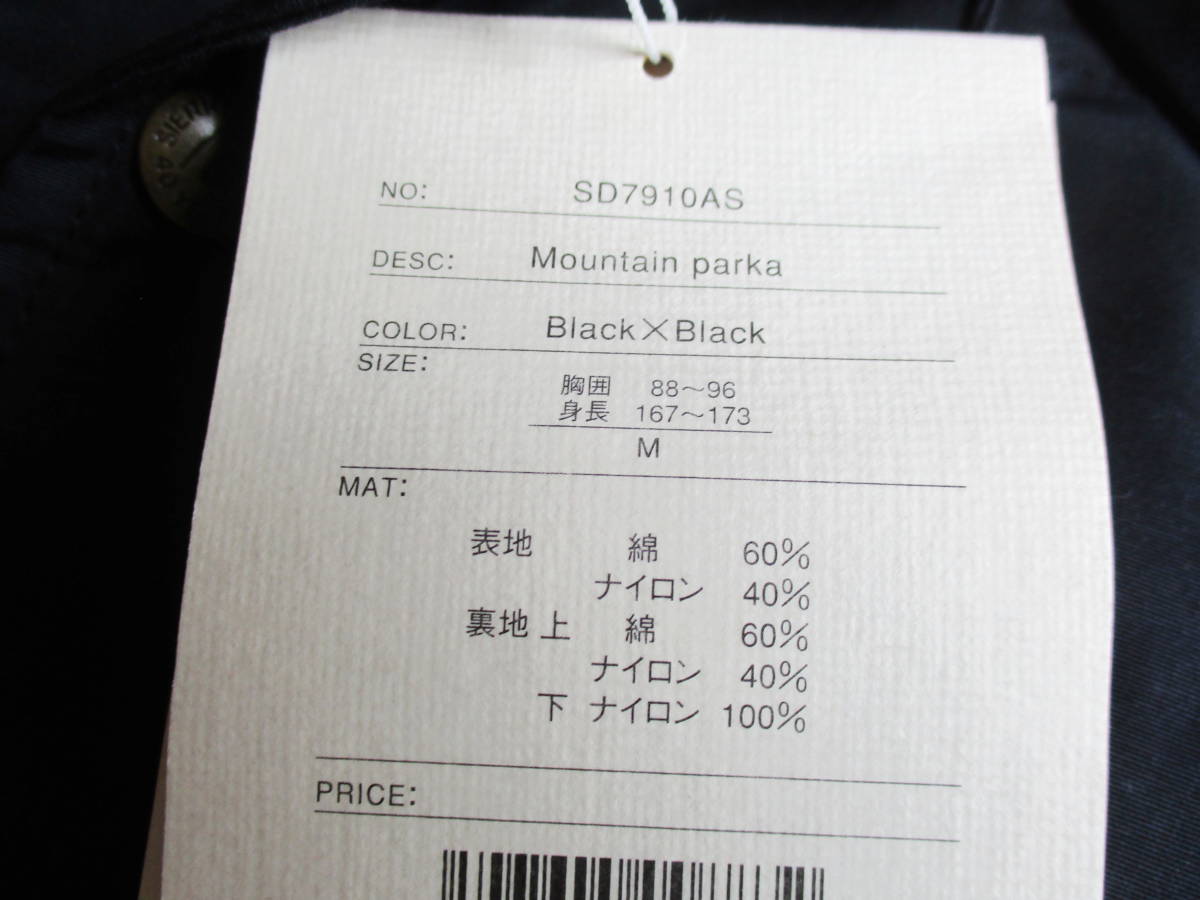 SIER
NO: SD7910AS
DESC: Mountain parka
COLOR: Black×Black
SIZE:
胸囲 88～96
身長 167～173
M
MAT:
表地 綿 60%
ナイロン 40%
裏地 上 綿 60%
ナイロン 40%
下 ナイロン 100%
PRICE: